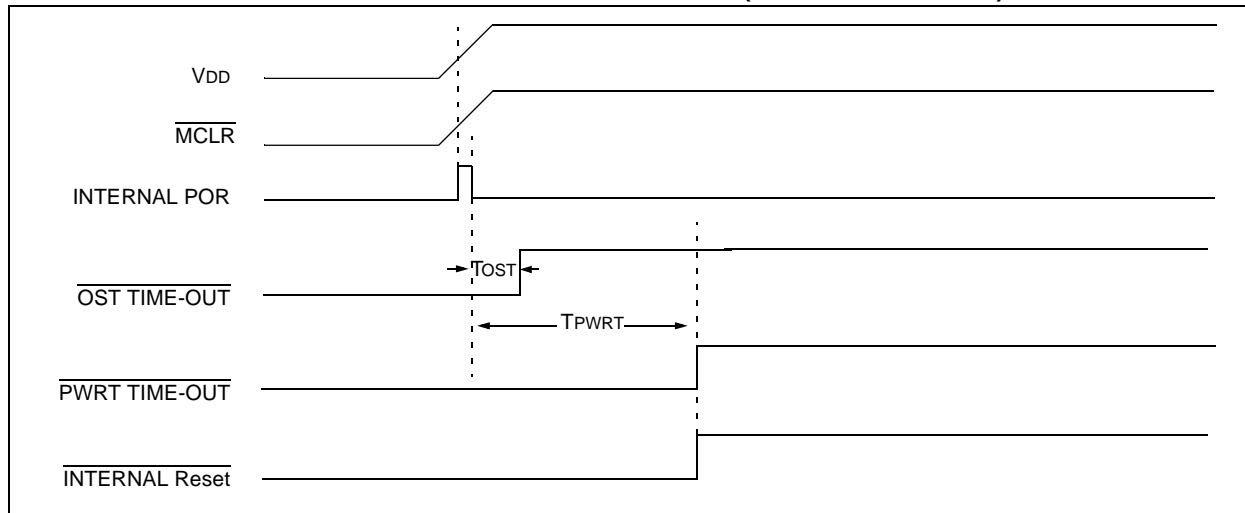 VDD
MCLR
INTERNAL POR
TOST
OST TIME-OUT
TPWRT
PWRT TIME-OUT
INTERNAL Reset